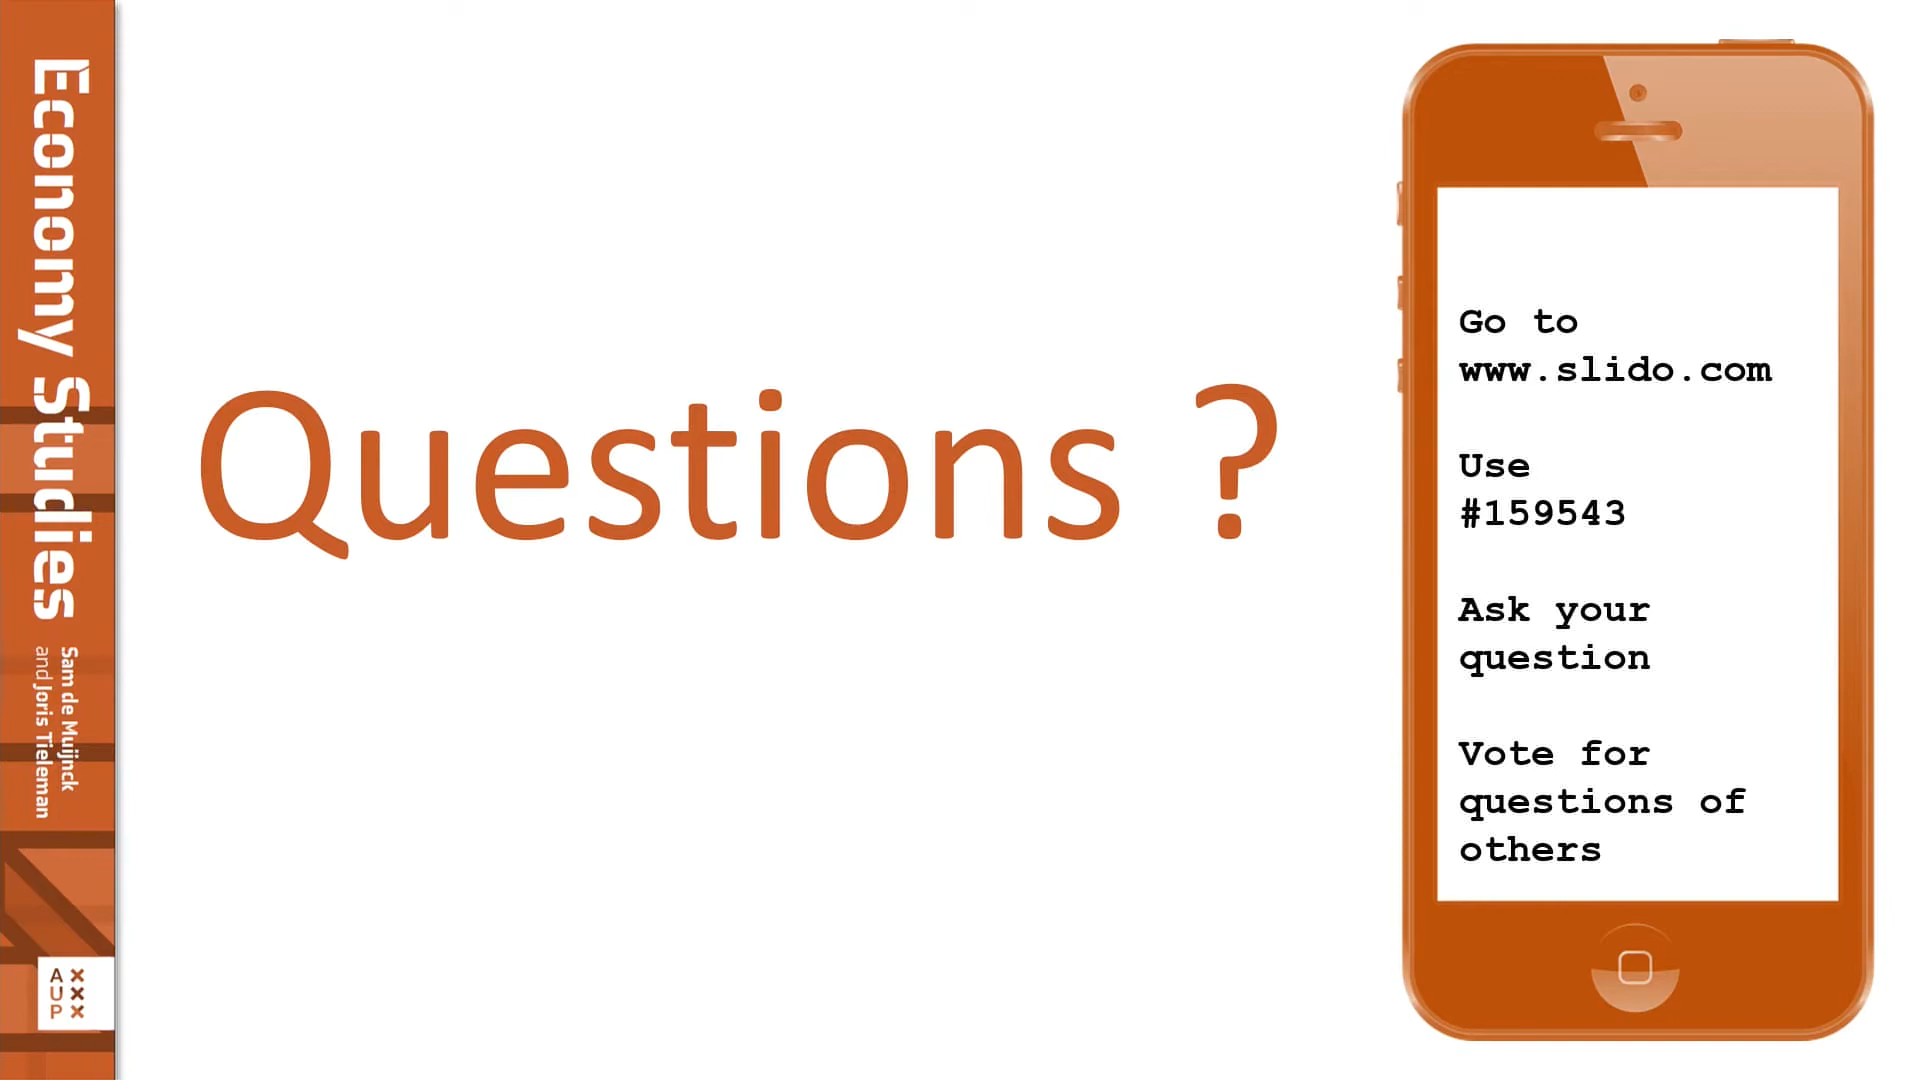 Economy Studies
Sam de Muijnck
and Joris Tieleman
A
U
P
Questions ?
Go to
www.slido.com
Use
#159543
Ask your
question
Vote for
questions of
others